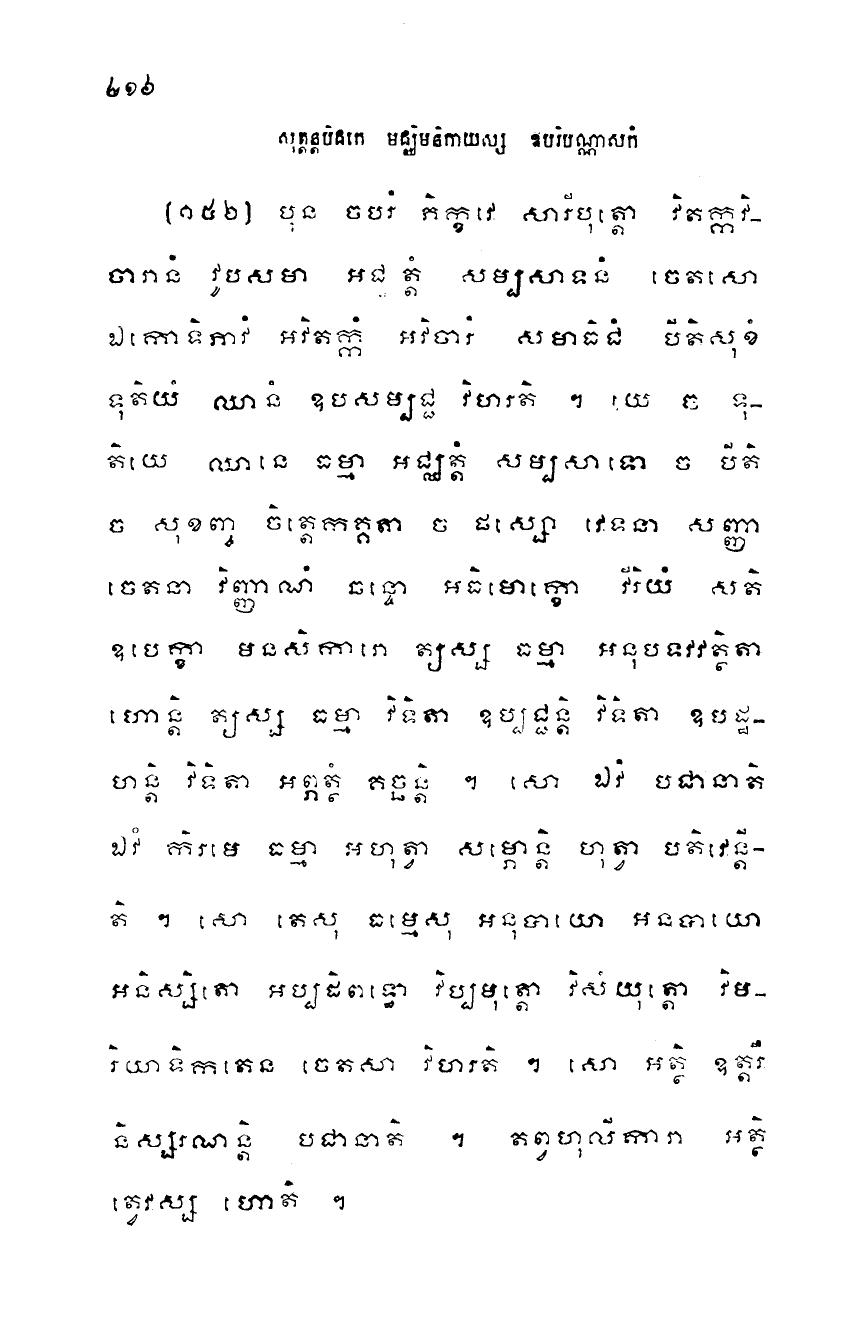 ២១៦
សុត្តន្តបិដកេ មជ្ឈិមនិកាយស្ស ឧបរិបណ្ណាសកំ
(១៥២) បុន ចបរំ ភិក្ខវេ សារីបុត្តោ វិតក្កវិ-
ចារានំ វូបសមា អជ្ឈត្តំ សម្បសាទនំ ចេតសោ
ឯកោទិភាវំ អវិតក្កំ អវិចារំ សមាធិជំ បីតិសុខំ
ទុតិយំ ឈានំ ឧបសម្បជ្ជ វិហរតិ ។ យេ ច ទុ-
តិយេ ឈានេ ធម្មា អជ្ឈត្តំ សម្បសាទោ ច បីតិ
ច សុខញ្ច ចិត្តេកគ្គតា ច ផស្សោ វេទនា សញ្ញា
ចេតនា វិញ្ញាណំ ឆន្ទោ អធិមោក្ខោ វីរិយំ សតិ
ឧបេក្ខា មនសិការោ ត្យស្ស ធម្មា អនុបទវវត្ថិតា
ហោន្តិ ត្យស្ស ធម្មា វិទិតា ឧប្បជ្ជន្តិ វិទិតា ឧបដ្ឋ-
ហន្តិ វិទិតា អព្ភត្ថំ គច្ឆន្តិ ។ សោ ឯវំ បជានាតិ
ឯវំ កិរមេ ធម្មា អហុត្វា សម្ភោន្តិ ហុត្វា បតិវេន្តី-
តិ ។ សោ តេសុ ធម្មេសុ អនុបាយោ អនបាយោ
អនិស្សិតោ អប្បដិពទ្ធោ វិប្បមុត្តោ វិសំយុត្តោ វិម-
រិយាទិកតេន ចេតសា វិហរតិ ។ សោ អត្ថិ ឧត្តរឹ
និស្សរណន្តិ បជានាតិ ។ តព្វហុលីការា អត្ថិ
ត្វេវស្ស ហោតិ ។